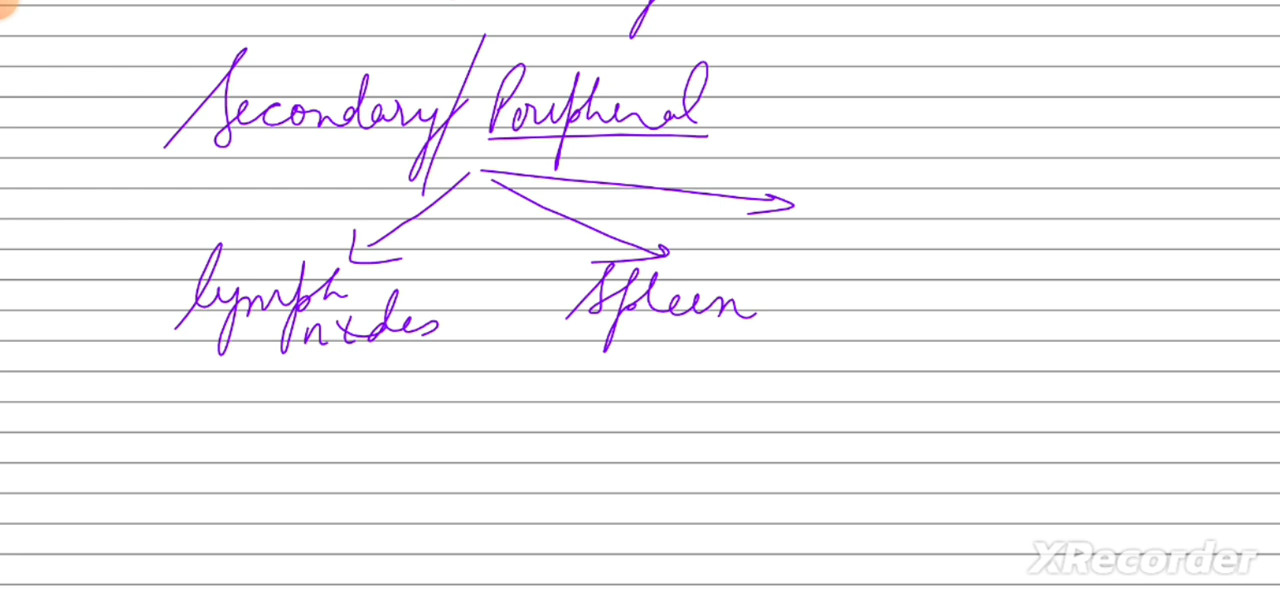 Secondary/ Peripheral
lymph
nodes
Spleen
XRecorder